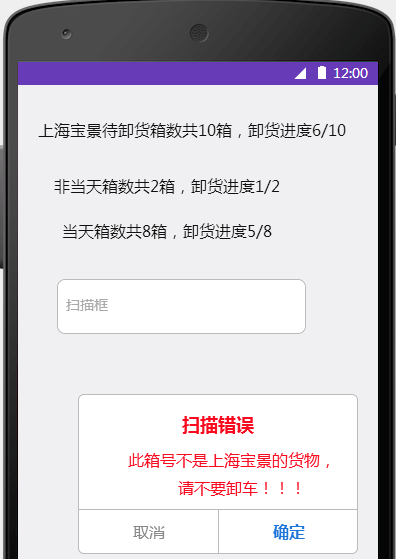 12:00
上海宝景待卸货箱数共10箱，卸货进度6/10
非当天箱数共2箱，卸货进度1/2
当天箱数共8箱，卸货进度5/8
扫描框
扫描错误
此箱号不是上海宝景的货物，
请不要卸车！！！
取消
确定